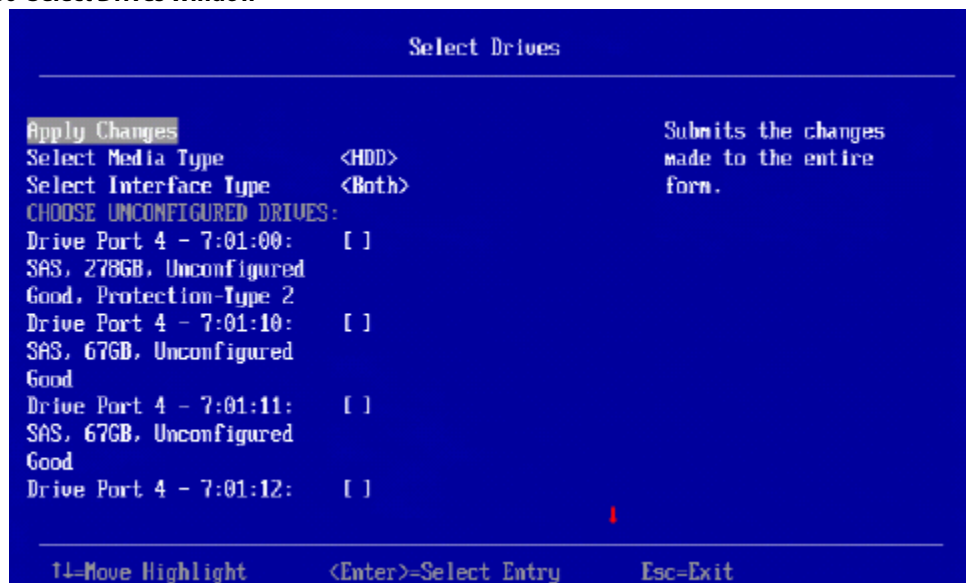 Select Drives
Apply Changes
Submits the changes
Select Media Type <HDD>
made to the entire
Select Interface Type <Both>
form.
CHOOSE UNCONFIGURED DRIVES:
Drive Port 4 - 7:01:00: [ ]
SAS, 278GB, Unconfigured
Good, Protection-Type 2
Drive Port 4 - 7:01:10: [ ]
SAS, 67GB, Unconfigured
Good
Drive Port 4 - 7:01:11: [ ]
SAS, 67GB, Unconfigured
Good
Drive Port 4 - 7:01:12: [ ]
↑↓=Move Highlight <Enter>=Select Entry Esc=Exit